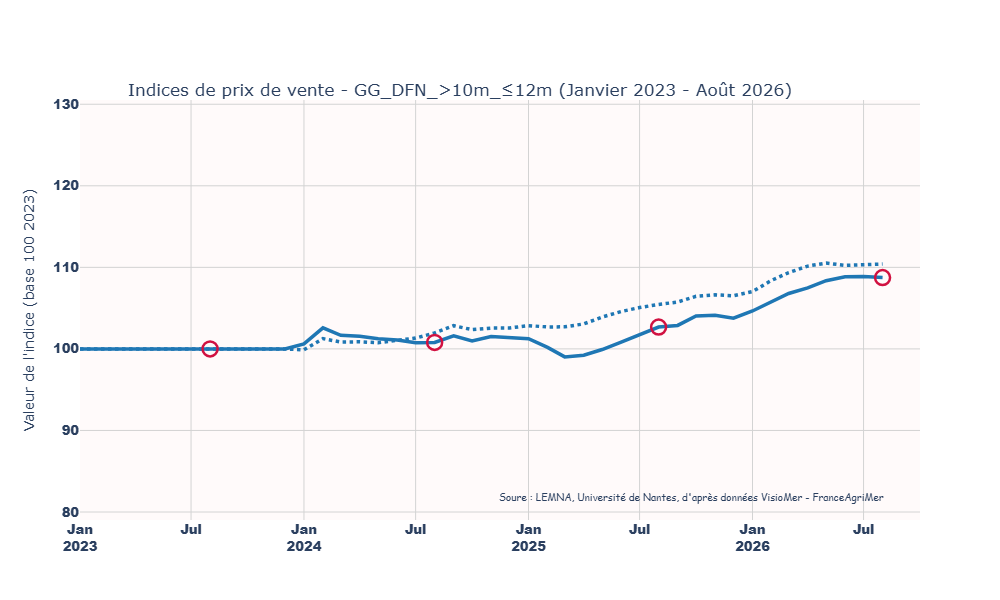 Indices de prix de vente - GG_DFN_>10m_≤12m (Janvier 2023 - Août 2026)
Valeur de l'indice (base 100 2023)
130
120
110
100
90
80
Soure : LEMNA, Université de Nantes, d'après données VisioMer - FranceAgriMer
Jan Jul Jan Jul Jan Jul Jan Jul
2023 2024 2025 2026